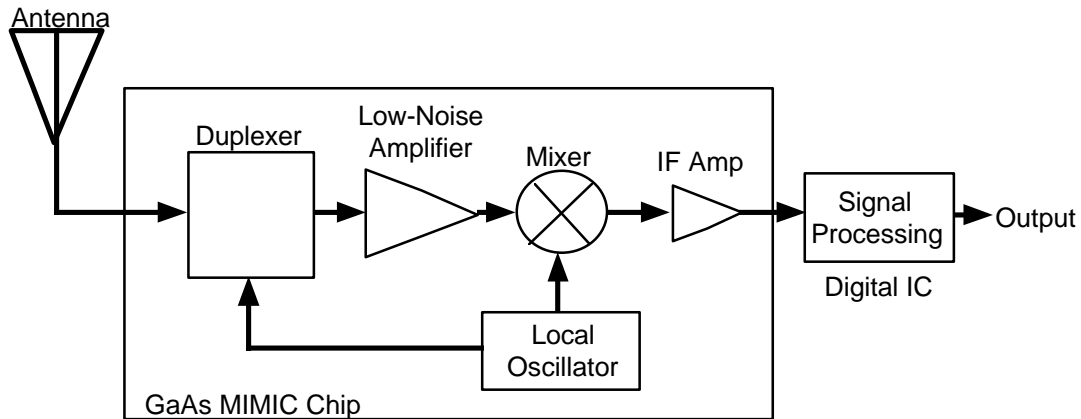 Antenna
Duplexer
Low-Noise
Amplifier
Mixer
IF Amp
Signal
Processing
Output
Digital IC
Local
Oscillator
GaAs MIMIC Chip